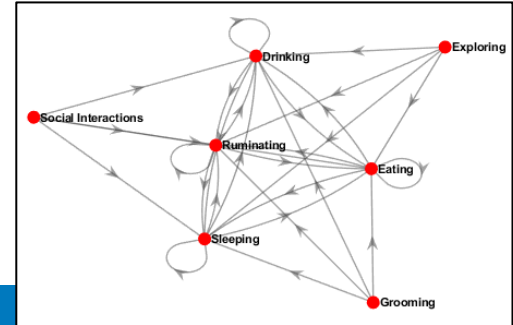 Exploring
Drinking
Social Interactions
Ruminating
Eating
Sleeping
Grooming